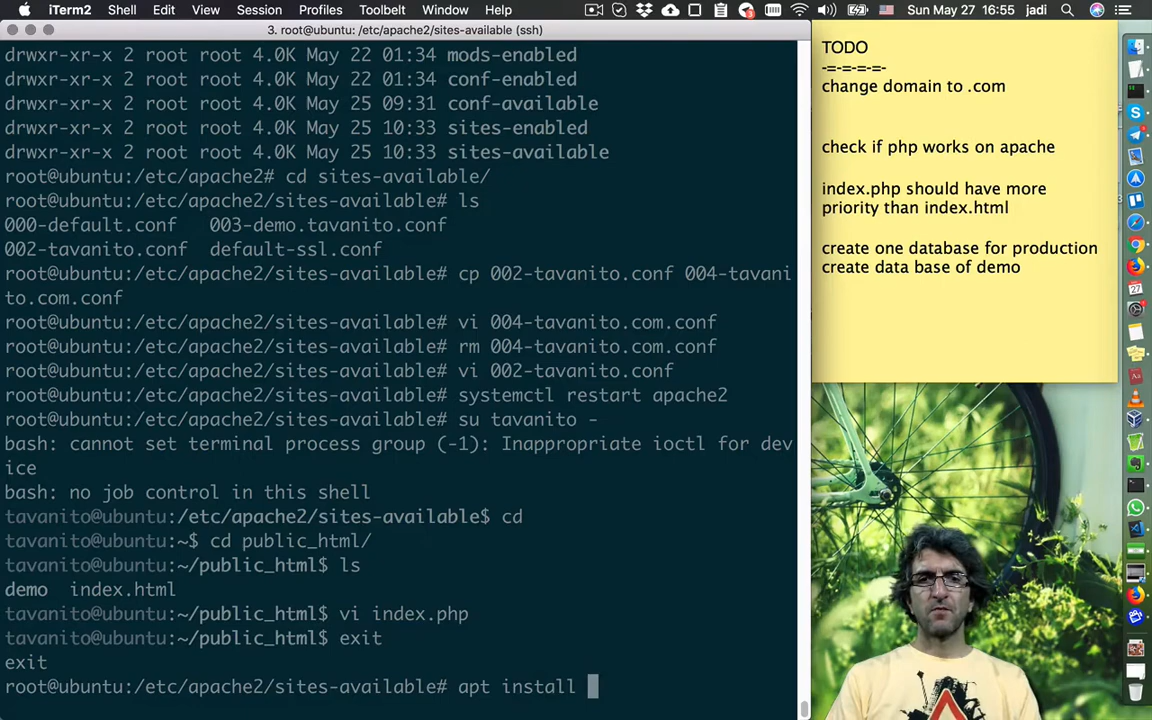 iTerm2 Shell Edit View Session Profiles Toolbelt Window Help Sun May 27 16:55 jadi
3. root@ubuntu: /etc/apache2/sites-available (ssh)
drwxr-xr-x 2 root root 4.0K May 22 01:34 mods-enabled
drwxr-xr-x 2 root root 4.0K May 22 01:34 conf-enabled
drwxr-xr-x 2 root root 4.0K May 25 09:31 conf-available
drwxr-xr-x 2 root root 4.0K May 25 10:33 sites-enabled
drwxr-xr-x 2 root root 4.0K May 25 10:33 sites-available
root@ubuntu:/etc/apache2# cd sites-available/
root@ubuntu:/etc/apache2/sites-available# ls
000-default.conf 003-demo.tavanito.conf
002-tavanito.conf default-ssl.conf
root@ubuntu:/etc/apache2/sites-available# cp 002-tavanito.conf 004-tavani
to.com.conf
root@ubuntu:/etc/apache2/sites-available# vi 004-tavanito.com.conf
root@ubuntu:/etc/apache2/sites-available# rm 004-tavanito.com.conf
root@ubuntu:/etc/apache2/sites-available# vi 002-tavanito.conf
root@ubuntu:/etc/apache2/sites-available# systemctl restart apache2
root@ubuntu:/etc/apache2/sites-available# su tavanito -
bash: cannot set terminal process group (-1): Inappropriate ioctl for dev
ice
bash: no job control in this shell
tavanito@ubuntu:/etc/apache2/sites-available$ cd
tavanito@ubuntu:~$ cd public_html/
tavanito@ubuntu:~/public_html$ ls
demo index.html
tavanito@ubuntu:~/public_html$ vi index.php
tavanito@ubuntu:~/public_html$ exit
exit
root@ubuntu:/etc/apache2/sites-available# apt install
TODO
-=-=-=-=-
change domain to .com
check if php works on apache
index.php should have more
priority than index.html
create one database for production
create data base of demo